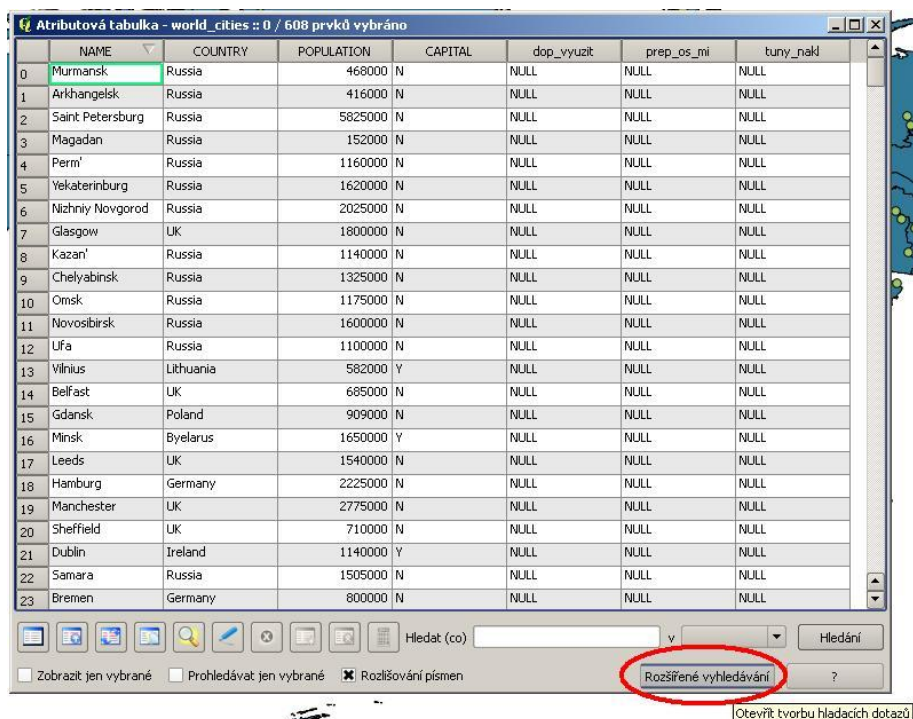 Atributová tabulka - world_cities :: 0 / 608 prvků vybráno
NAME COUNTRY POPULATION CAPITAL dop_vyuzit prep_os_mi tuny_nakl
0 Murmansk Russia 468000 N NULL NULL NULL
1 Arkhangelsk Russia 416000 N NULL NULL NULL
2 Saint Petersburg Russia 5825000 N NULL NULL NULL
3 Magadan Russia 152000 N NULL NULL NULL
4 Perm' Russia 1160000 N NULL NULL NULL
5 Yekaterinburg Russia 1620000 N NULL NULL NULL
6 Nizhniy Novgorod Russia 2025000 N NULL NULL NULL
7 Glasgow UK 1800000 N NULL NULL NULL
8 Kazan' Russia 1140000 N NULL NULL NULL
9 Chelyabinsk Russia 1325000 N NULL NULL NULL
10 Omsk Russia 1175000 N NULL NULL NULL
11 Novosibirsk Russia 1600000 N NULL NULL NULL
12 Ufa Russia 1100000 N NULL NULL NULL
13 Vilnius Lithuania 582000 Y NULL NULL NULL
14 Belfast UK 685000 N NULL NULL NULL
15 Gdansk Poland 909000 N NULL NULL NULL
16 Minsk Byelarus 1650000 Y NULL NULL NULL
17 Leeds UK 1540000 N NULL NULL NULL
18 Hamburg Germany 2225000 N NULL NULL NULL
19 Manchester UK 2775000 N NULL NULL NULL
20 Sheffield UK 710000 N NULL NULL NULL
21 Dublin Ireland 1140000 Y NULL NULL NULL
22 Samara Russia 1505000 N NULL NULL NULL
23 Bremen Germany 800000 N NULL NULL NULL
Hledat (co) v Hledání
Zobrazit jen vybrané Prohledávat jen vybrané Rozlišování písmen Rozšířené vyhledávání ?
Otevřít tvorbu hladacích dotazů